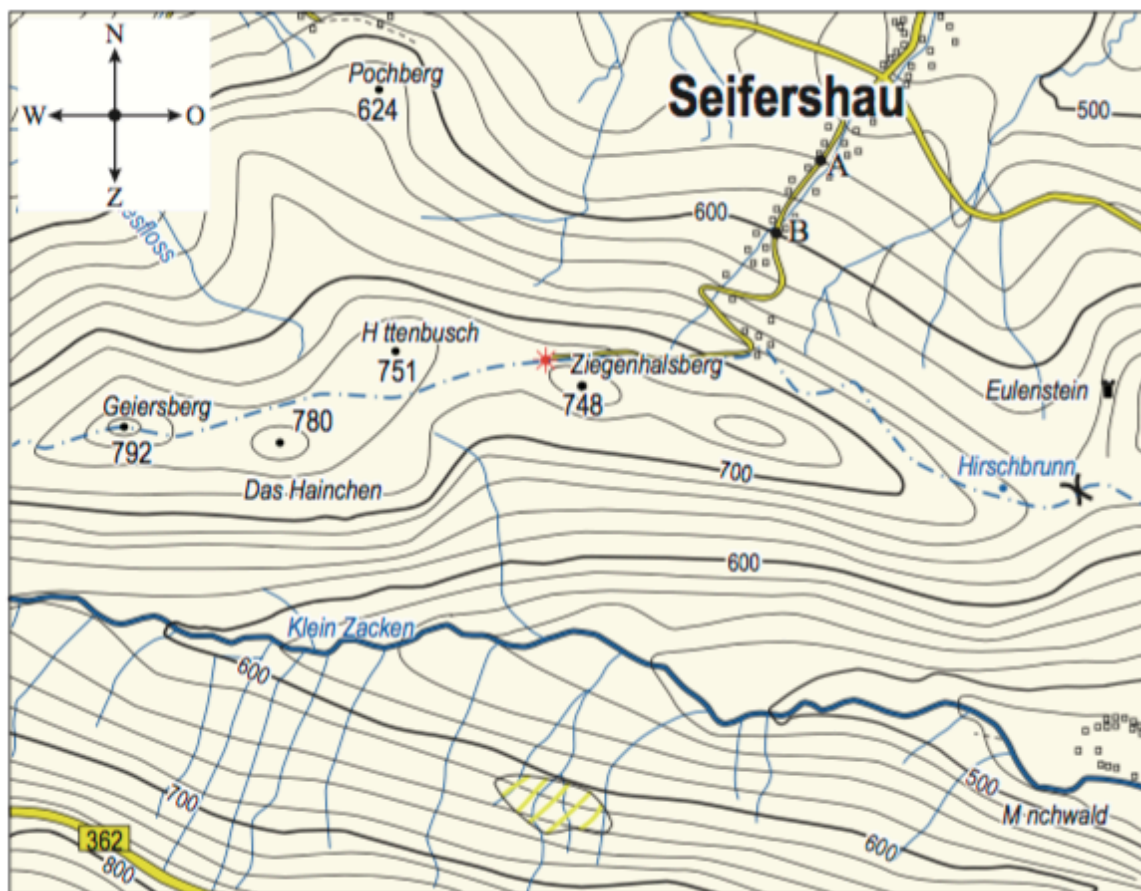 N
W O
Z
Pochberg
624
Seifershau
500
A
600
B
esfloss
H ttenbusch
751
Ziegenhalsberg
748
Eulenstein
Geiersberg
792
780
Das Hainchen
700
Hirschbrunn
600
Klein Zacken
600
500
700
M nchwald
362
800
600